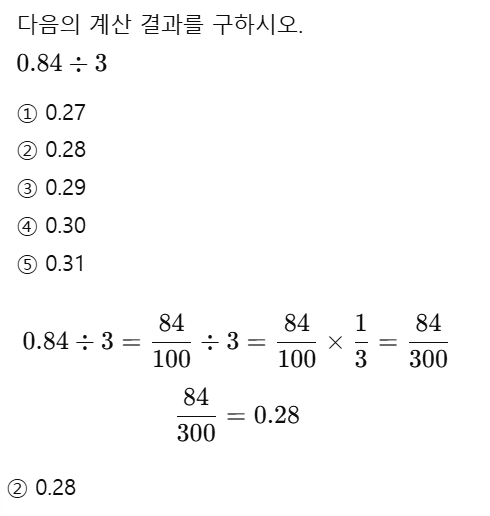 다음의 계산 결과를 구하시오.
0.84 ÷ 3
① 0.27
② 0.28
③ 0.29
④ 0.30
⑤ 0.31
0.84 ÷ 3 = 84/100 ÷ 3 = 84/100 × 1/3 = 84/300
84/300 = 0.28
② 0.28